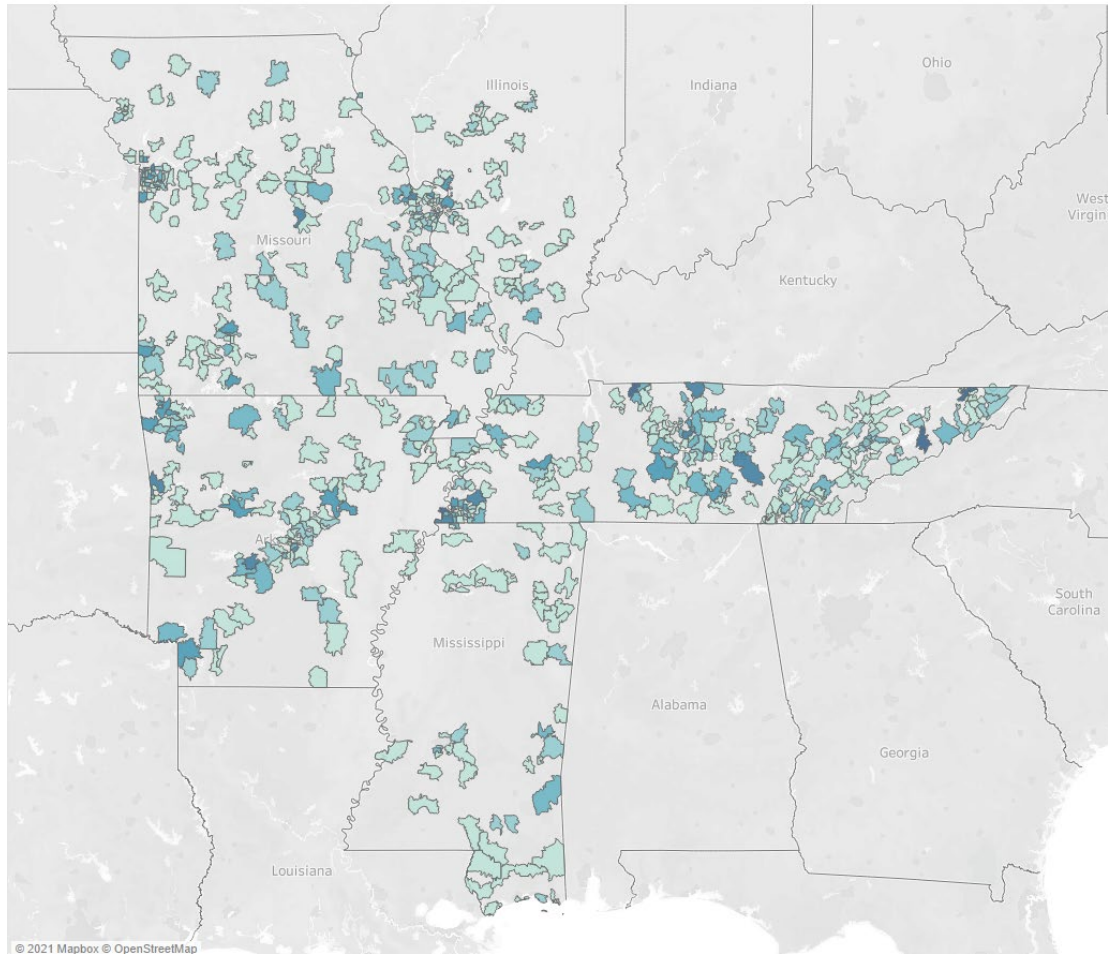 Ohio
Illinois
Indiana
West
Virgin
Missouri
Kentucky
Ark
South
Carolina
Mississippi
Alabama
Georgia
Louisiana
© 2021 Mapbox © OpenStreetMap